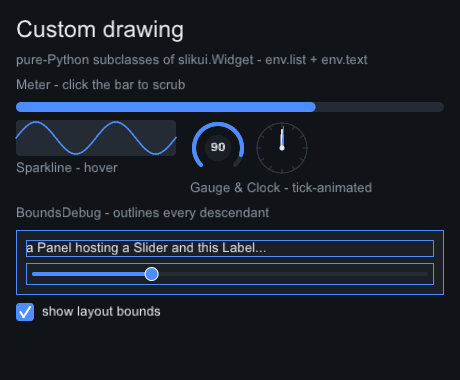 Custom drawing
pure-Python subclasses of slikui.Widget - env.list + env.text
Meter - click the bar to scrub
90
Sparkline - hover
Gauge & Clock - tick-animated
BoundsDebug - outlines every descendant
a Panel hosting a Slider and this Label...
show layout bounds